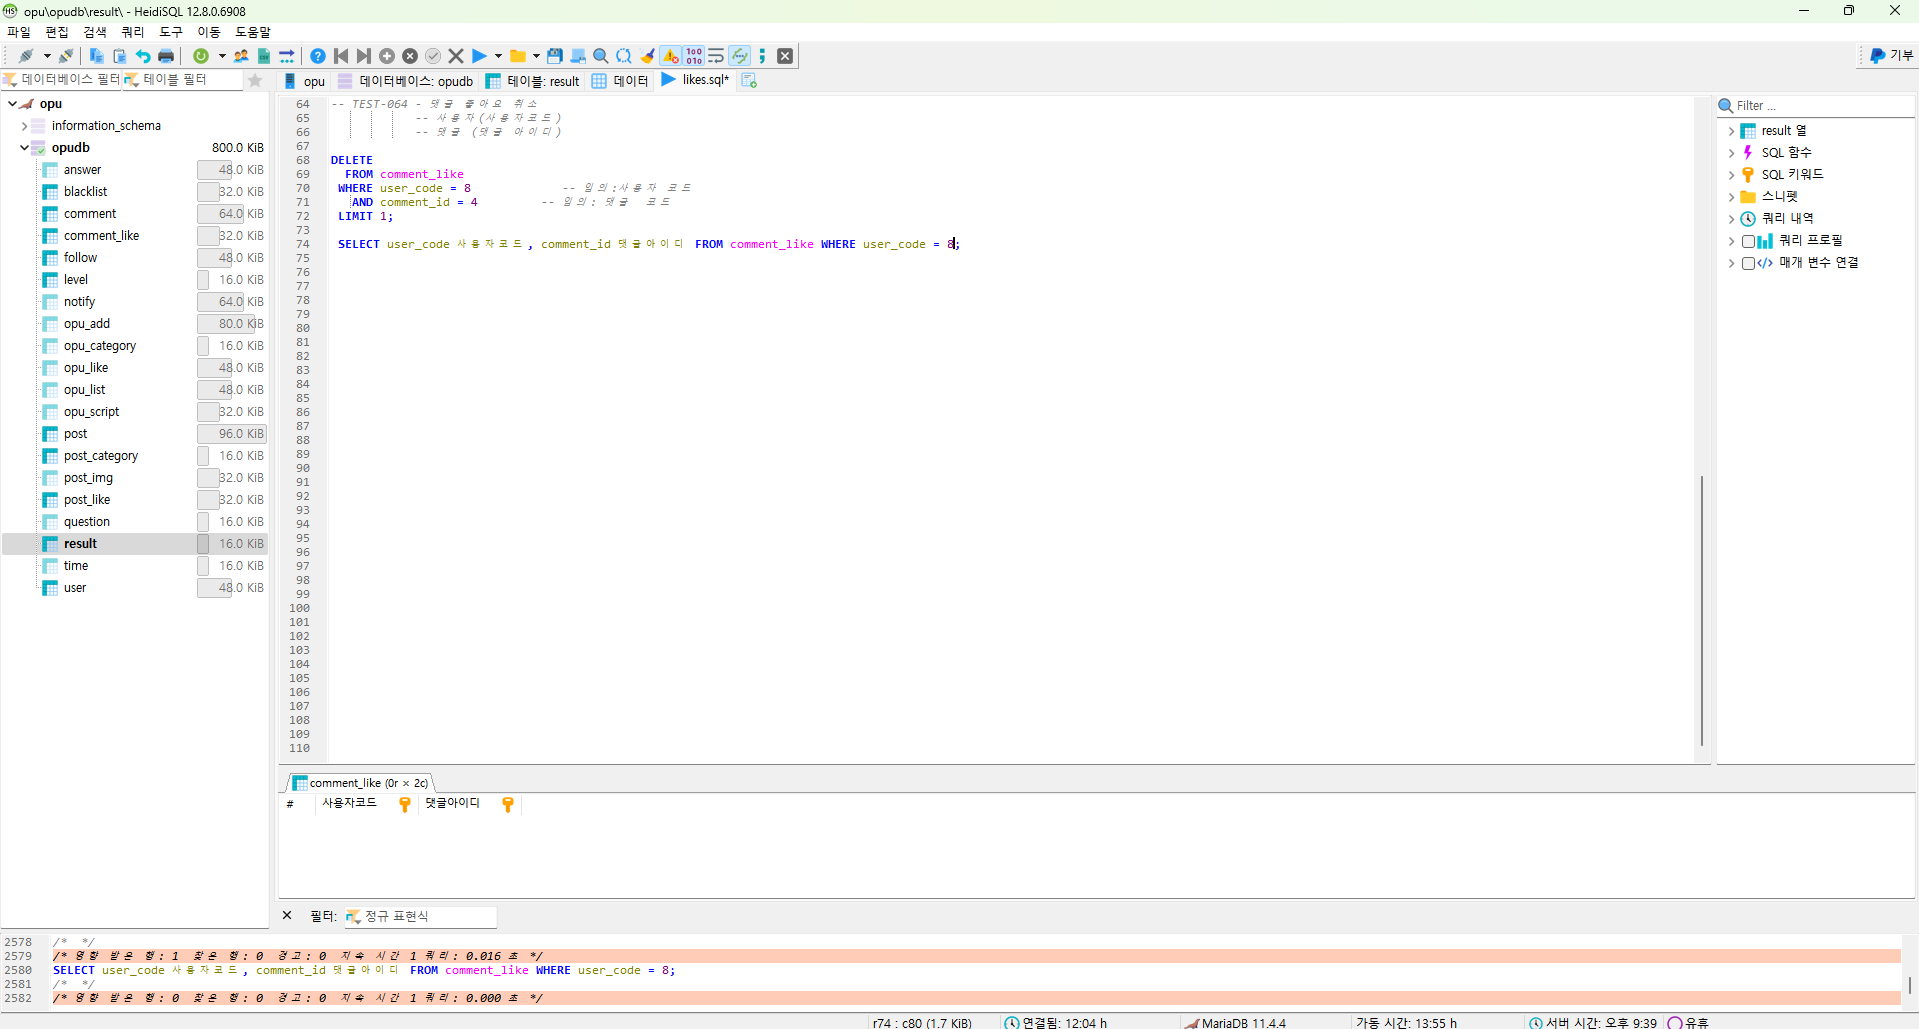 opu\opudb\result\ - HeidiSQL 12.8.0.6908
파일 편집 검색 쿼리 도구 이동 도움말
기부
데이터베이스 필터 테이블 필터
opu 데이터베이스: opudb 테이블: result 데이터 likes.sql*
opu
information_schema
opudb 800.0 KiB
answer 48.0 KiB
blacklist 32.0 KiB
comment 64.0 KiB
comment_like 32.0 KiB
follow 48.0 KiB
level 16.0 KiB
notify 64.0 KiB
opu_add 80.0 KiB
opu_category 16.0 KiB
opu_like 48.0 KiB
opu_list 48.0 KiB
opu_script 32.0 KiB
post 96.0 KiB
post_category 16.0 KiB
post_img 32.0 KiB
post_like 32.0 KiB
question 16.0 KiB
result 16.0 KiB
time 16.0 KiB
user 48.0 KiB
64 -- TEST-064 - 댓글 좋아요 취소
65 -- 사용자(사용자코드)
66 -- 댓글 (댓글 아이디)
67
68 DELETE
69 FROM comment_like
70 WHERE user_code = 8 -- 임의:사용자 코드
71 AND comment_id = 4 -- 임의: 댓글 코드
72 LIMIT 1;
73
74 SELECT user_code 사용자코드, comment_id 댓글아이디 FROM comment_like WHERE user_code = 8;
75
76
77
78
79
80
81
82
83
84
85
86
87
88
89
90
91
92
93
94
95
96
97
98
99
100
101
102
103
104
105
106
107
108
109
110
Filter ...
result 열
SQL 함수
SQL 키워드
스니펫
쿼리 내역
쿼리 프로필
매개 변수 연결
comment_like (0r × 2c)
# 사용자코드 댓글아이디
필터: 정규 표현식
2578 /* */
2579 /* 영향 받은 행: 1 찾은 행: 0 경고: 0 지속 시간 1 쿼리: 0.016 초 */
2580 SELECT user_code 사용자코드, comment_id 댓글아이디 FROM comment_like WHERE user_code = 8;
2581 /* */
2582 /* 영향 받은 행: 0 찾은 행: 0 경고: 0 지속 시간 1 쿼리: 0.000 초 */
r74 : c80 (1.7 KiB) 연결됨: 12:04 h MariaDB 11.4.4 가동 시간: 13:55 h 서버 시간: 오후 9:39 유휴